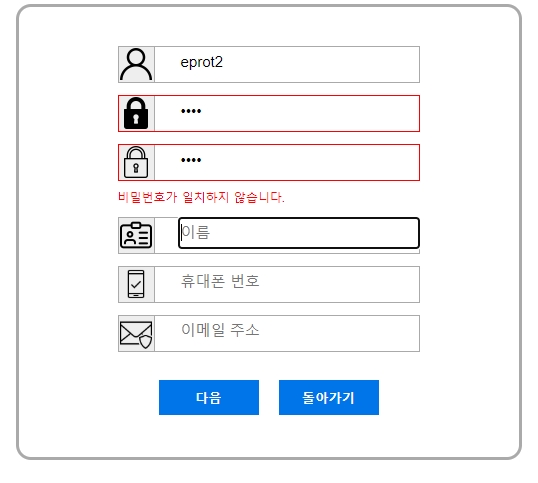 eprot2
••••
••••
비밀번호가 일치하지 않습니다.
이름
휴대폰 번호
이메일 주소
다음
돌아가기